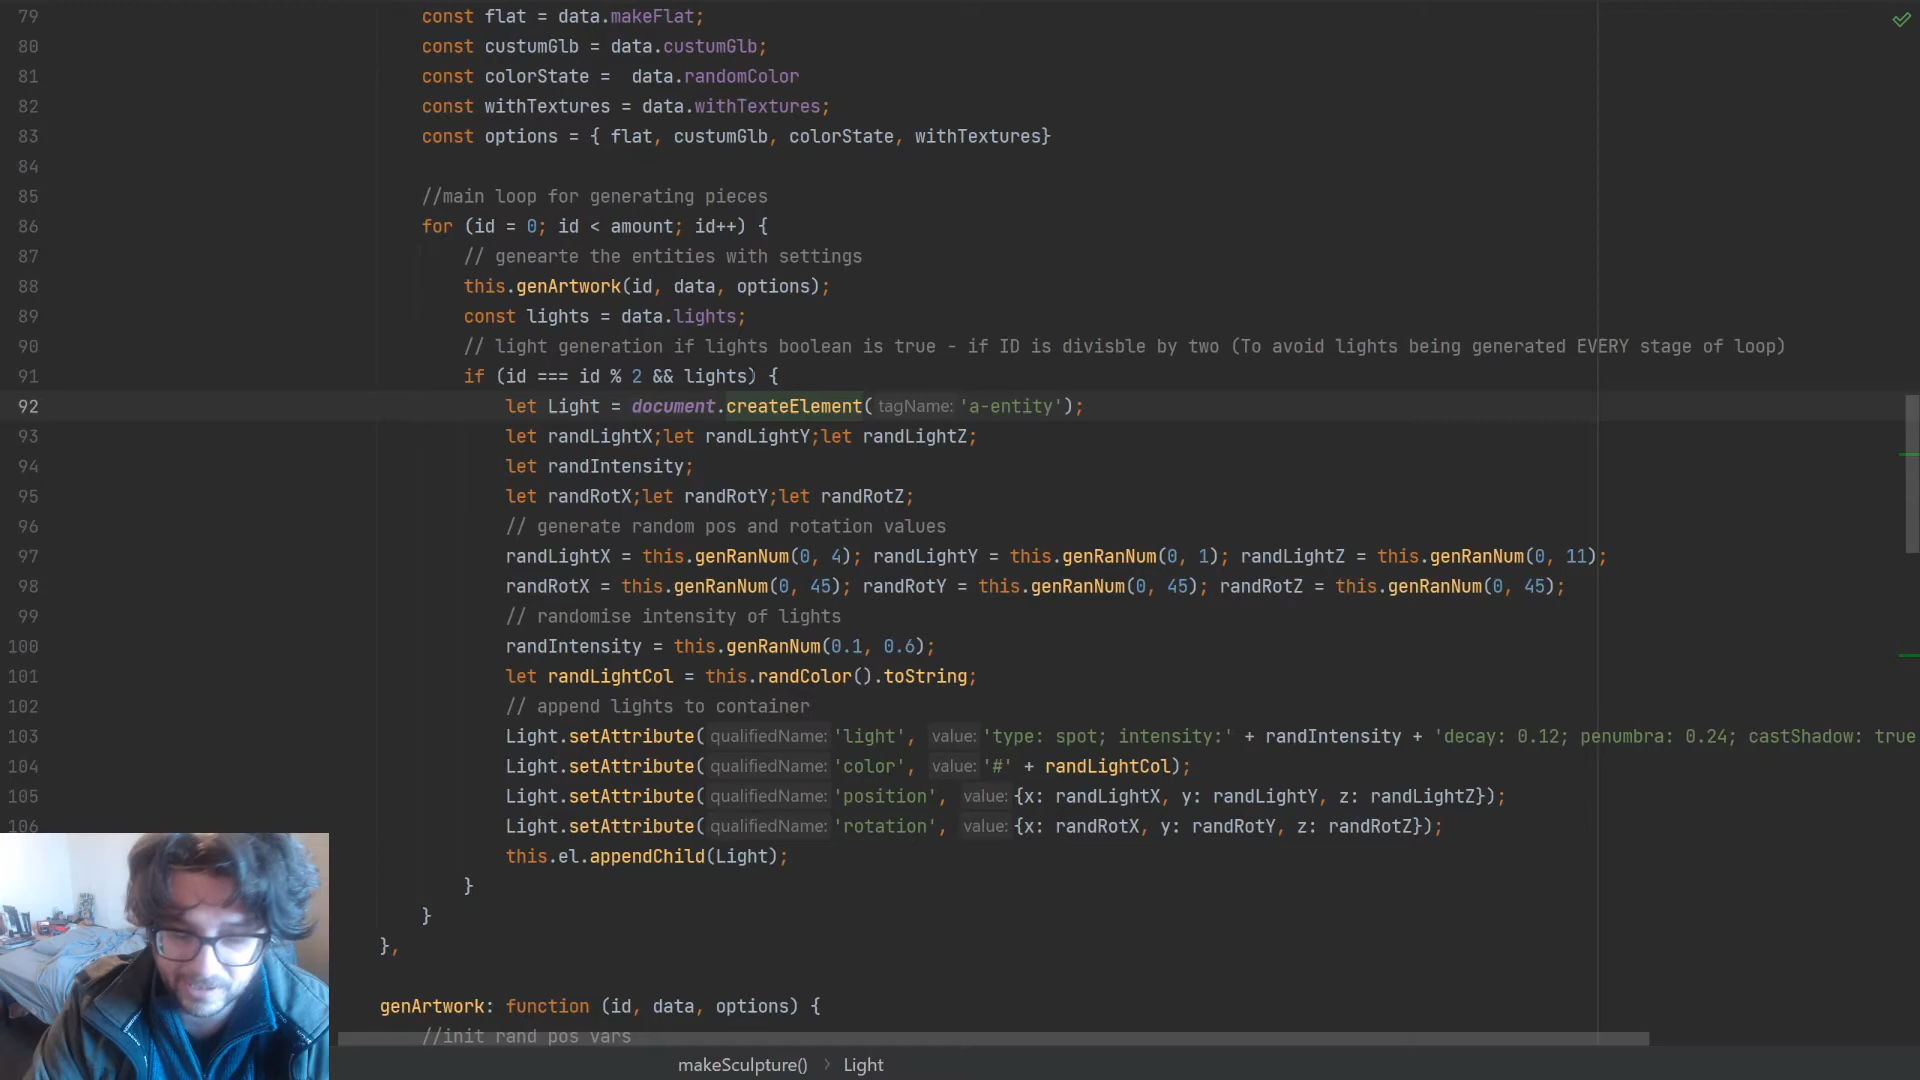 79 const flat = data.makeFlat;
80 const custumGlb = data.custumGlb;
81 const colorState =  data.randomColor
82 const withTextures = data.withTextures;
83 const options = { flat, custumGlb, colorState, withTextures}
84
85 //main loop for generating pieces
86 for (id = 0; id < amount; id++) {
87 // genearte the entities with settings
88 this.genArtwork(id, data, options);
89 const lights = data.lights;
90 // light generation if lights boolean is true - if ID is divisble by two (To avoid lights being generated EVERY stage of loop)
91 if (id === id % 2 && lights) {
92 let Light = document.createElement( tagName: 'a-entity');
93 let randLightX;let randLightY;let randLightZ;
94 let randIntensity;
95 let randRotX;let randRotY;let randRotZ;
96 // generate random pos and rotation values
97 randLightX = this.genRanNum(0, 4); randLightY = this.genRanNum(0, 1); randLightZ = this.genRanNum(0, 11);
98 randRotX = this.genRanNum(0, 45); randRotY = this.genRanNum(0, 45); randRotZ = this.genRanNum(0, 45);
99 // randomise intensity of lights
100 randIntensity = this.genRanNum(0.1, 0.6);
101 let randLightCol = this.randColor().toString;
102 // append lights to container
103 Light.setAttribute( qualifiedName: 'light', value: 'type: spot; intensity:' + randIntensity + 'decay: 0.12; penumbra: 0.24; castShadow: true
104 Light.setAttribute( qualifiedName: 'color', value: '#' + randLightCol);
105 Light.setAttribute( qualifiedName: 'position', value: {x: randLightX, y: randLightY, z: randLightZ});
106 Light.setAttribute( qualifiedName: 'rotation', value: {x: randRotX, y: randRotY, z: randRotZ});
this.el.appendChild(Light);
}
}
},
genArtwork: function (id, data, options) {
//init rand pos vars
makeSculpture() › Light